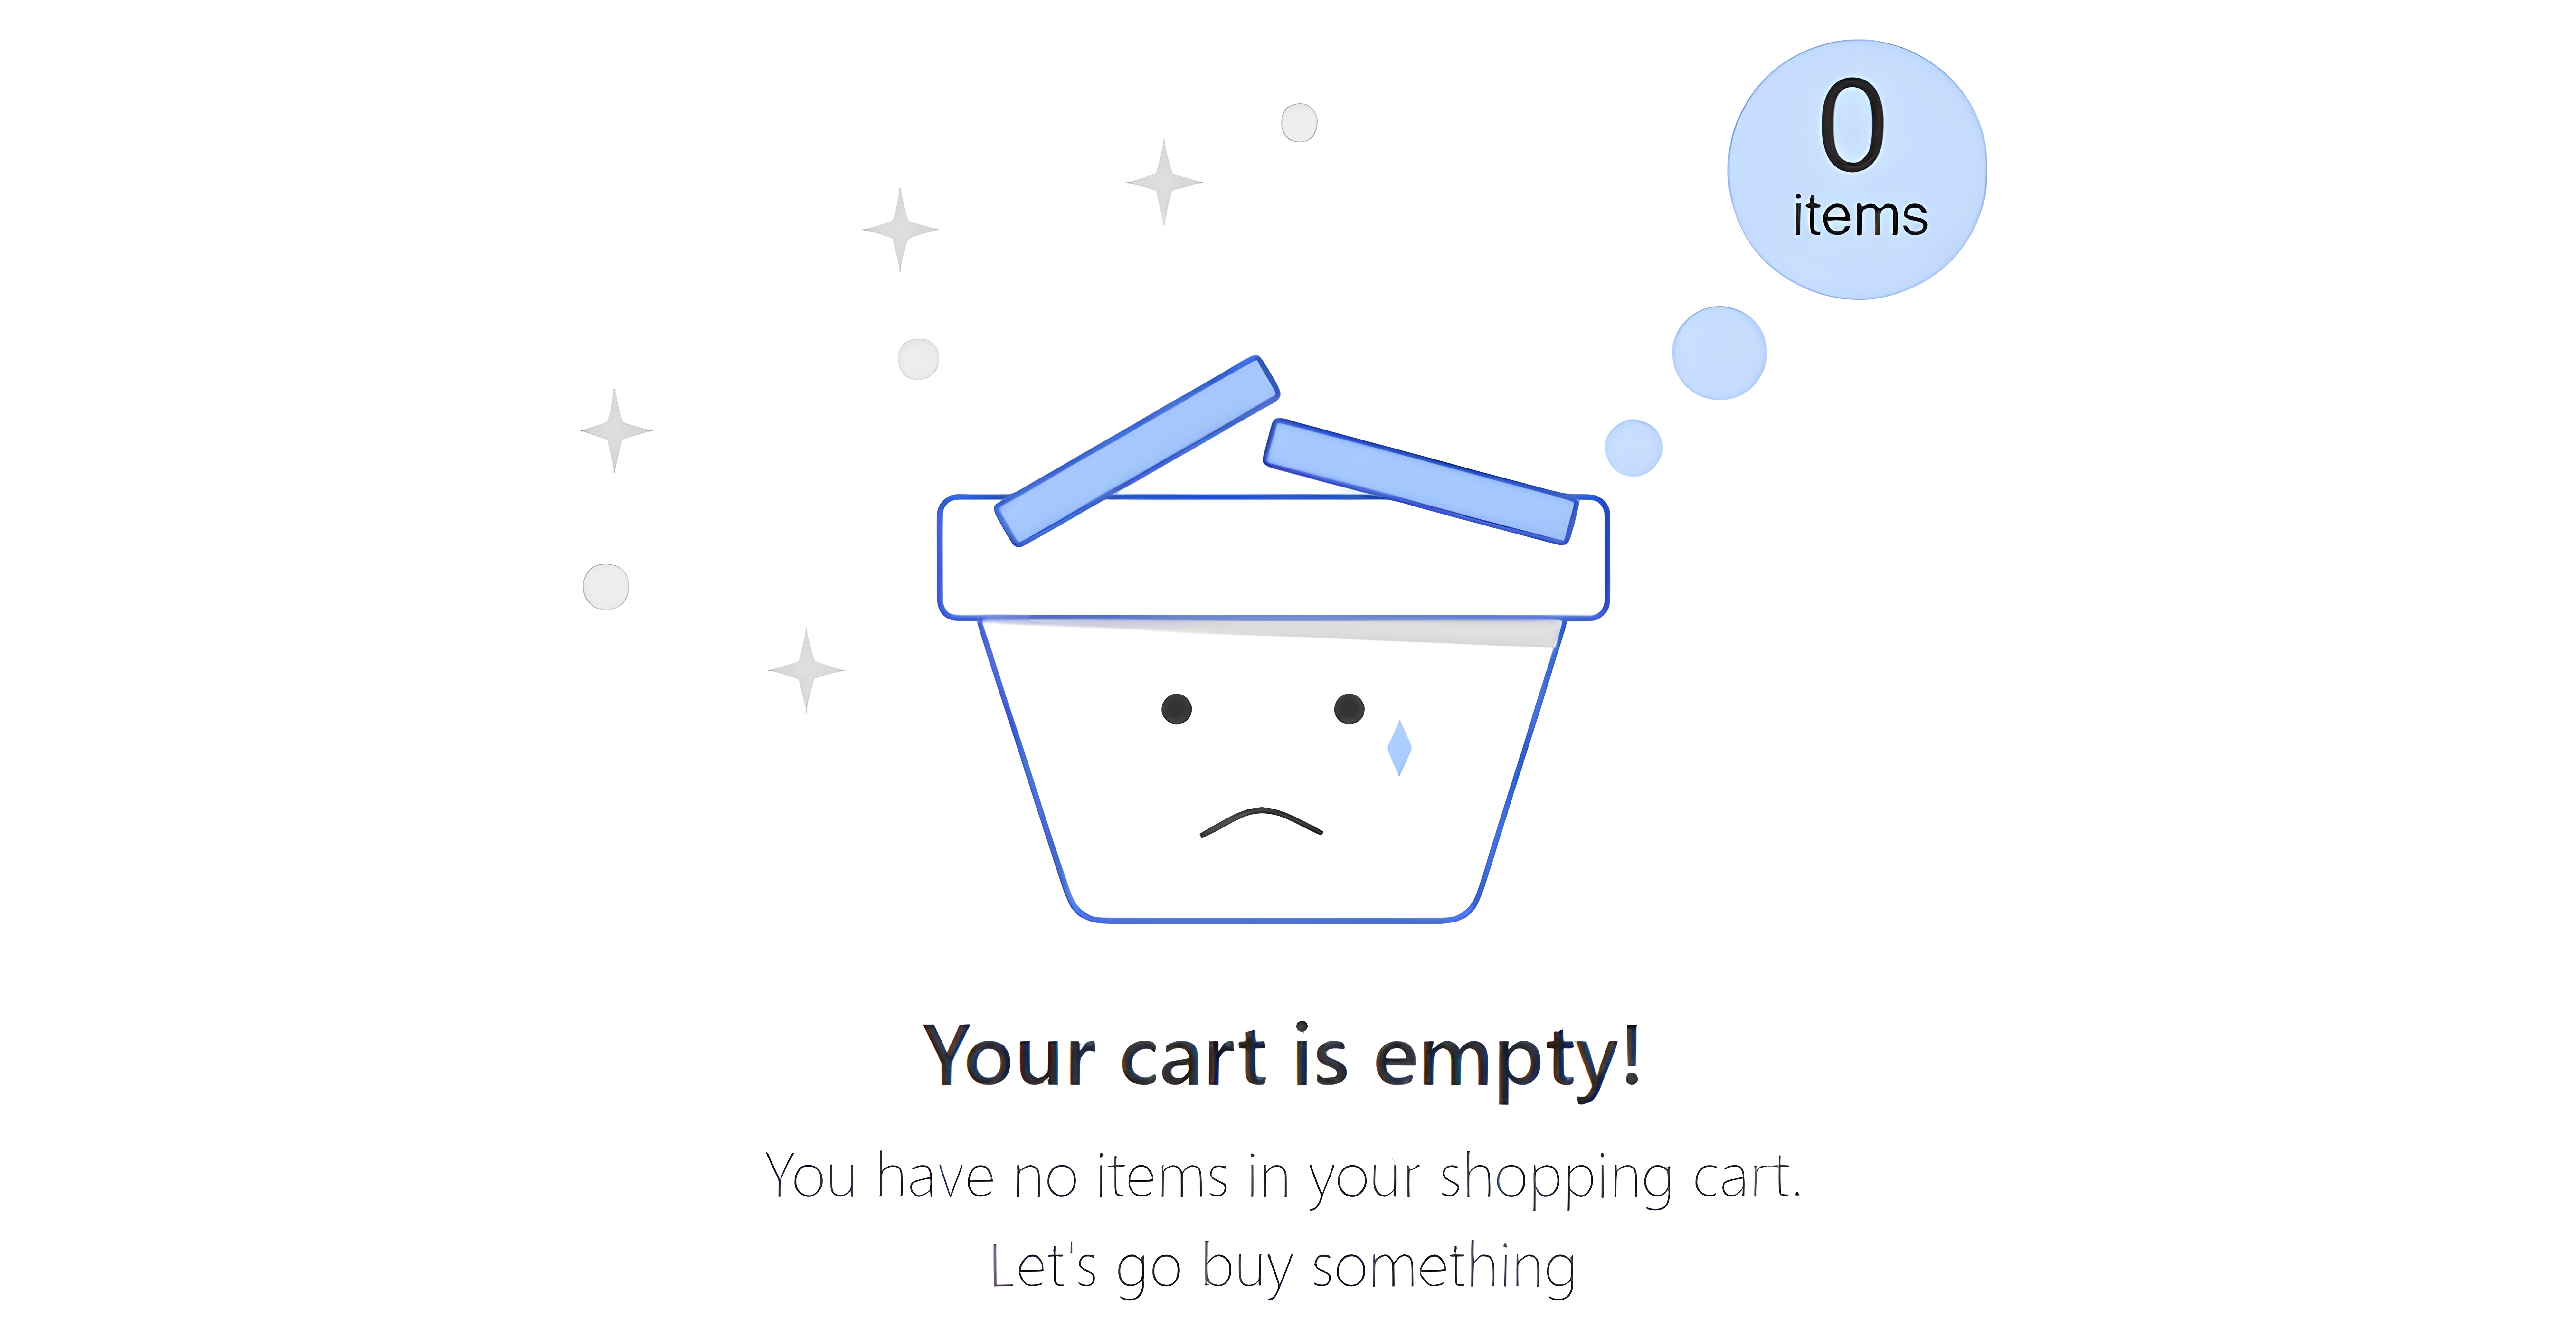 0
items
Your cart is empty!
You have no items in your shopping cart.
Let's go buy something